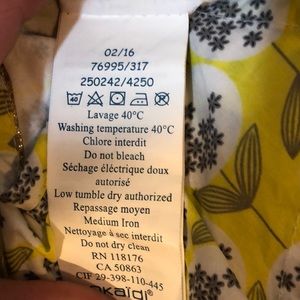 02/16
76995/317
250242/4250
40
Lavage 40°C
Washing temperature 40°C
Chlore interdit
Do not bleach
Séchage éléctrique doux
autorisé
Low tumble dry authorized
Repassage moyen
Medium Iron
Nettoyage à sec interdit
Do not dry clean
RN 118176
CA 50863
CIF 29-398-110-445
okaïdi